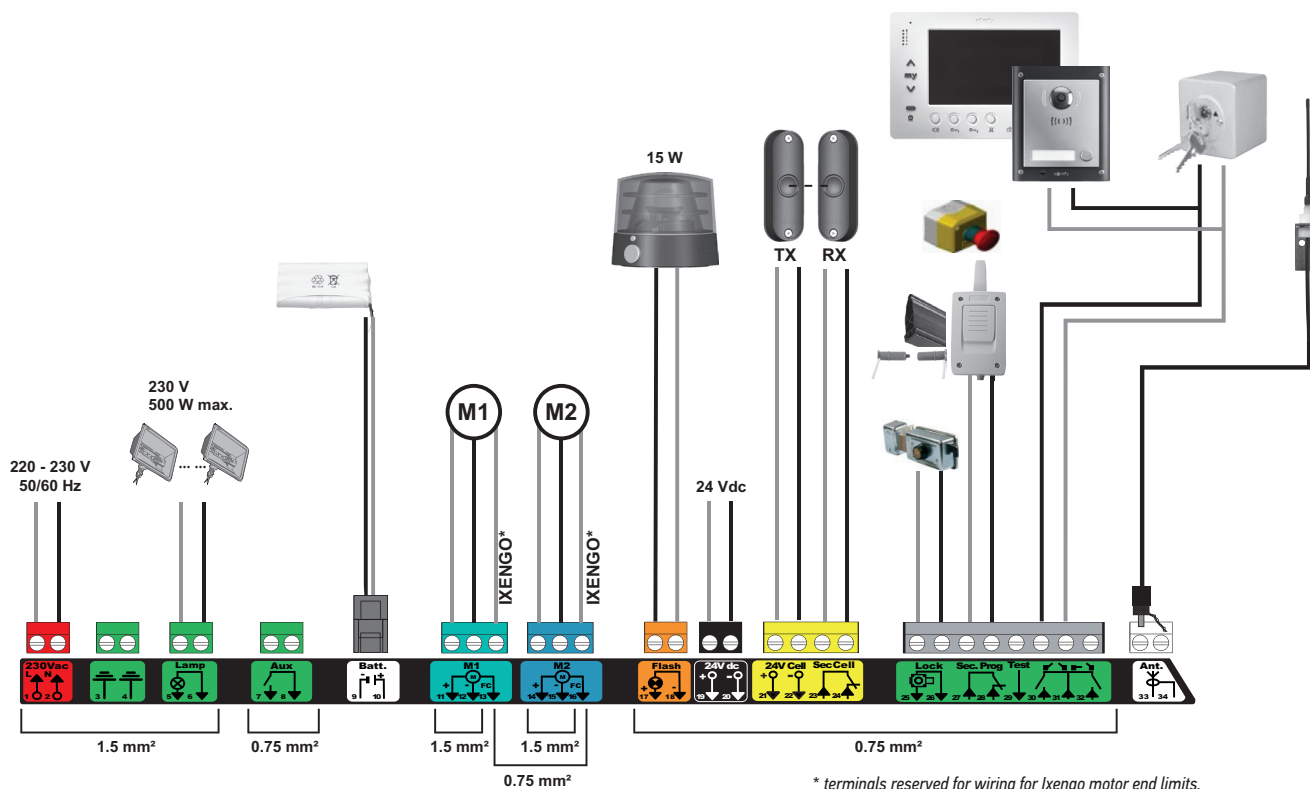 somfy
my
somfy
15 W
TX
RX
230 V
500 W max.
M1
M2
220 - 230 V
50/60 Hz
24 Vdc
IXENGO*
IXENGO*
230Vac
Lamp
Aux
Batt.
M1
M2
Flash
24V dc
24V Cell
Sec Cell
Lock
Sec. Prog
Test
Ant.
L N
+ M FC
+ - M FC
+ -
+ -
+ -
1 2 3 4 5 6 7 8 9 10 11 12 13 14 15 16 17 18 19 20 21 22 23 24 25 26 27 28 29 30 31 32 33 34
1.5 mm²
0.75 mm²
1.5 mm²
1.5 mm²
0.75 mm²
0.75 mm²
* terminals reserved for wiring for Ixengo motor end limits.